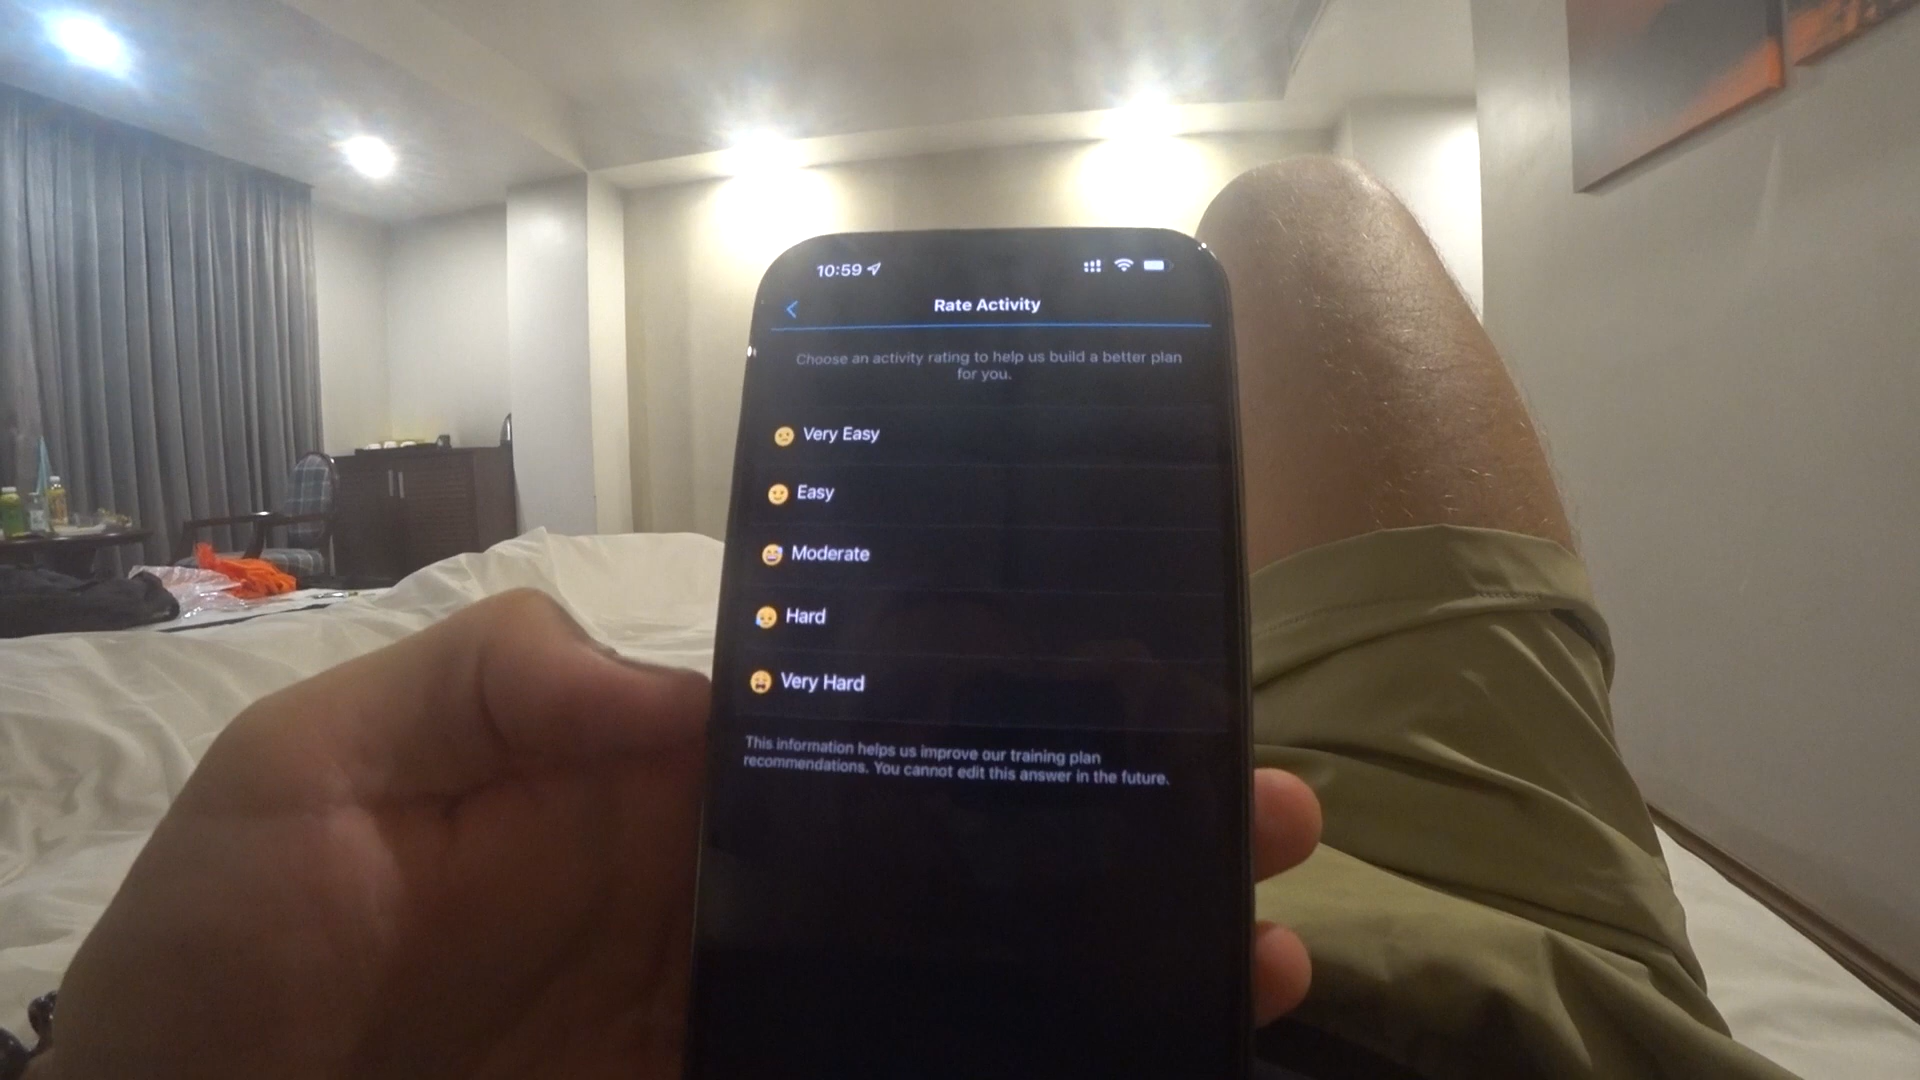 10:59
Rate Activity
Choose an activity rating to help us build a better plan
for you.
Very Easy
Easy
Moderate
Hard
Very Hard
This information helps us improve our training plan
recommendations. You cannot edit this answer in the future.